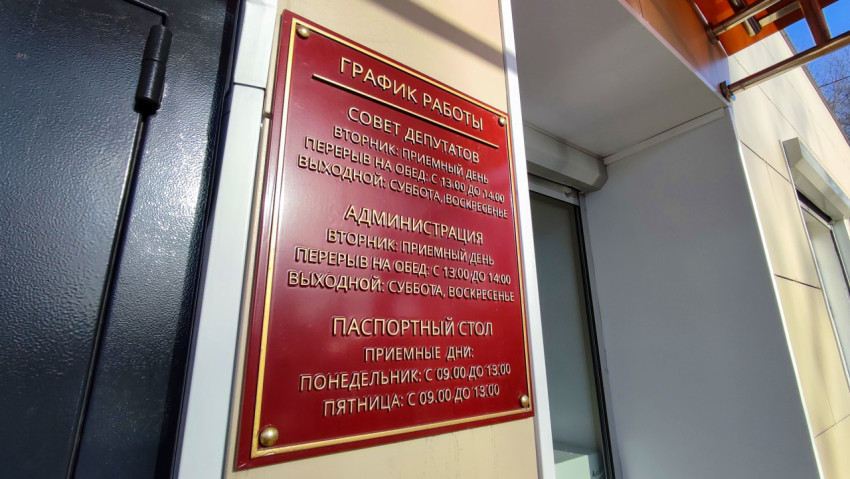 ГРАФИК РАБОТЫ
СОВЕТ ДЕПУТАТОВ
ВТОРНИК: ПРИЕМНЫЙ ДЕНЬ
ПЕРЕРЫВ НА ОБЕД: С 13.00 ДО 14.00
ВЫХОДНОЙ: СУББОТА, ВОСКРЕСЕНЬЕ
АДМИНИСТРАЦИЯ
ВТОРНИК: ПРИЕМНЫЙ ДЕНЬ
ПЕРЕРЫВ НА ОБЕД: С 13:00 ДО 14:00
ВЫХОДНОЙ: СУББОТА, ВОСКРЕСЕНЬЕ
ПАСПОРТНЫЙ СТОЛ
ПРИЕМНЫЕ ДНИ:
ПОНЕДЕЛЬНИК: С 09.00 ДО 13.00
ПЯТНИЦА: С 09.00 ДО 13.00